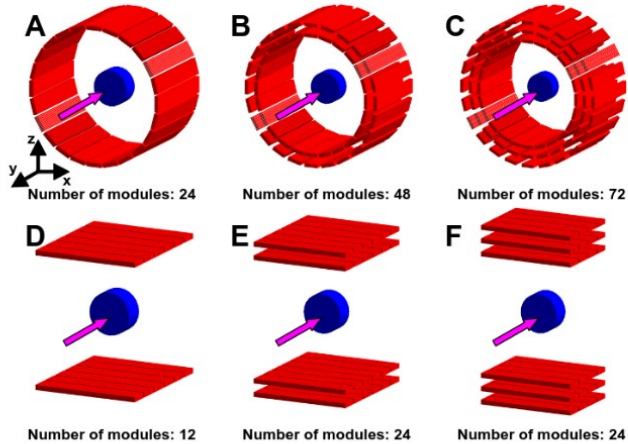 A B C
z
y x
Number of modules: 24 Number of modules: 48 Number of modules: 72
D E F
Number of modules: 12 Number of modules: 24 Number of modules: 24